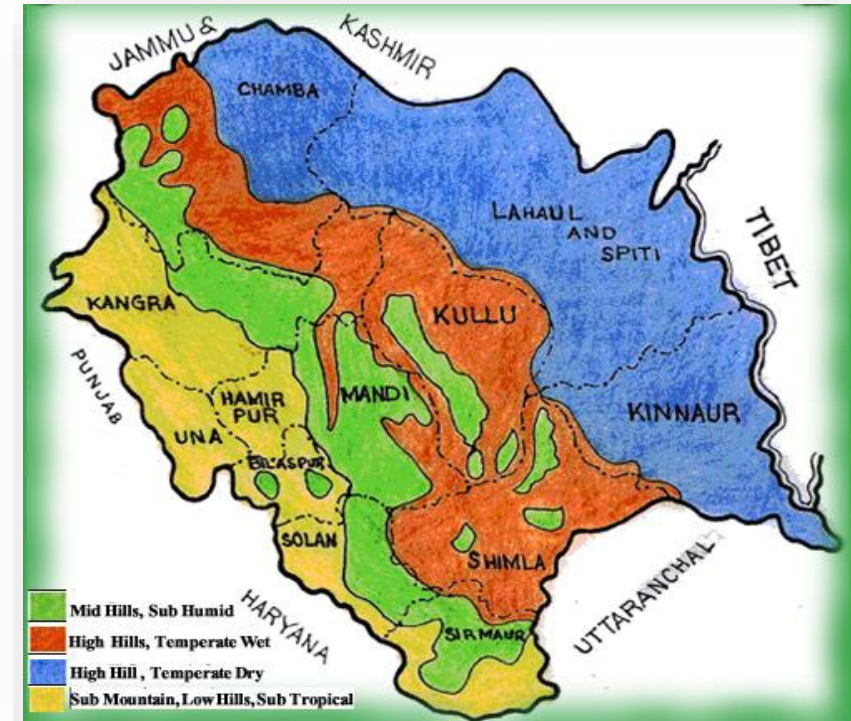 JAMMU &
KASHMIR
CHAMBA
LAHAUL
AND
SPITI
TIBET
KANGRA
KULLU
PUNJAB
HAMIR
PUR
MANDI
KINNAUR
UNA
BILASPUR
SOLAN
SHIMLA
HARYANA
UTTARANCHAL
SIRMAUR
Mid Hills, Sub Humid
High Hills, Temperate Wet
High Hill , Temperate Dry
Sub Mountain, Low Hills, Sub Tropical